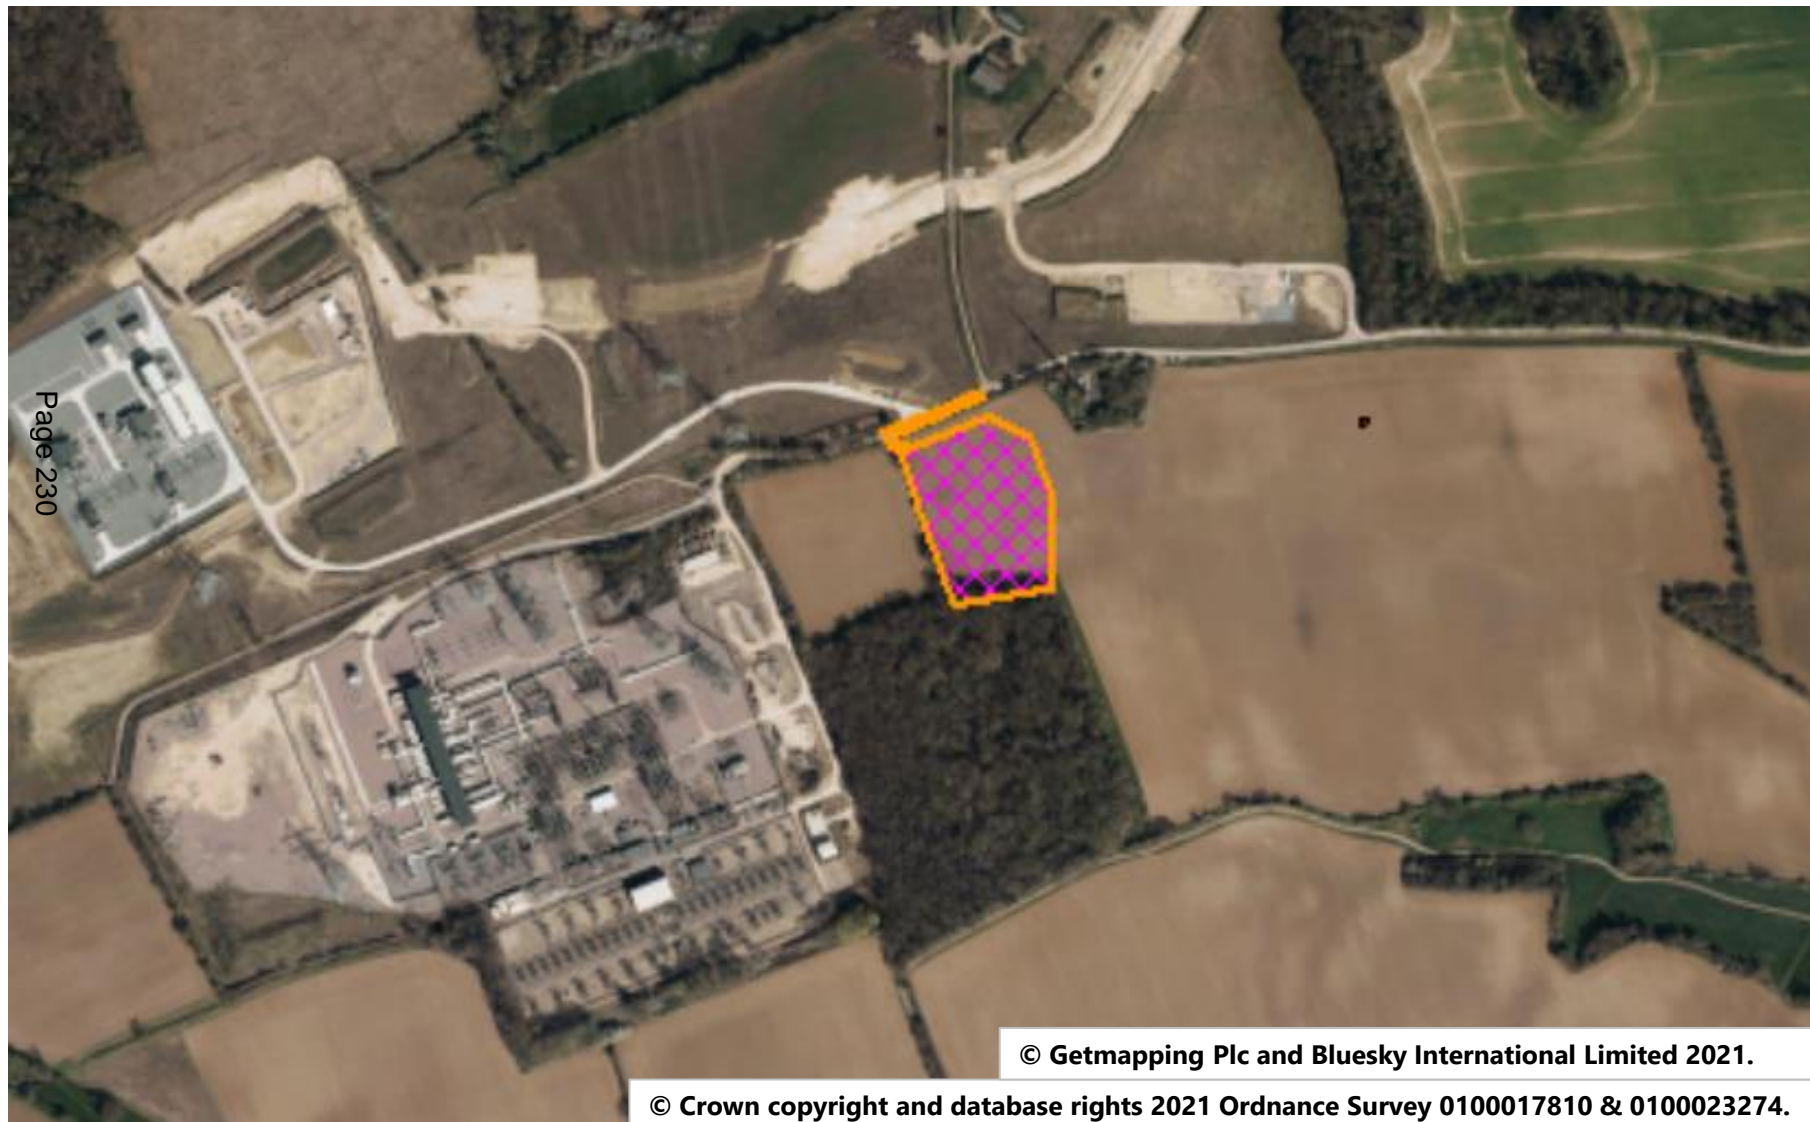 Page 230
© Getmapping Plc and Bluesky International Limited 2021.
© Crown copyright and database rights 2021 Ordnance Survey 0100017810 & 0100023274.